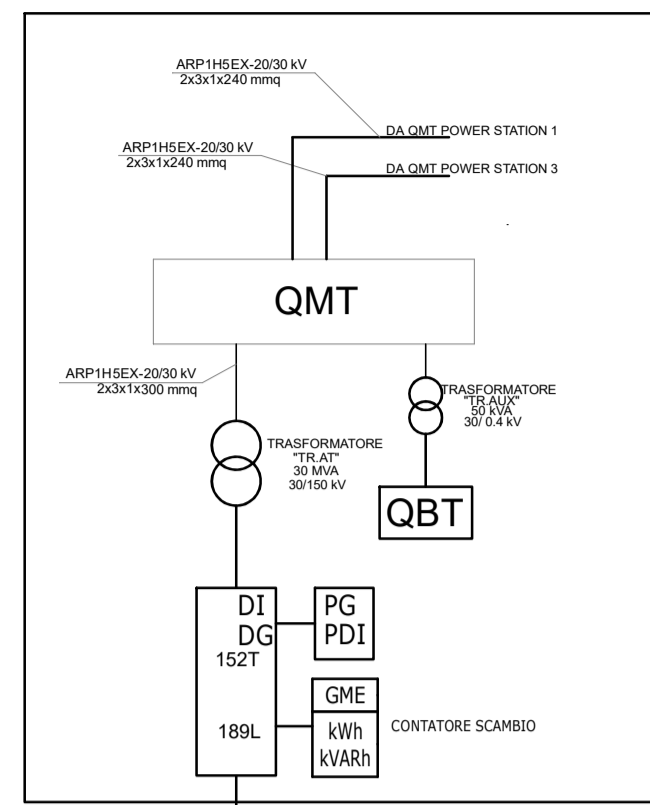 ARP1H5EX-20/30 kV
2x3x1x240 mmq
DA QMT POWER STATION 1
ARP1H5EX-20/30 kV
2x3x1x240 mmq
DA QMT POWER STATION 3
QMT
ARP1H5EX-20/30 kV
2x3x1x300 mmq
TRASFORMATORE
"TR.AUX"
50 kVA
30/ 0.4 kV
TRASFORMATORE
"TR.AT"
30 MVA
30/150 kV
QBT
DI
DG
152T
189L
PG
PDI
GME
kWh
kVARh
CONTATORE SCAMBIO